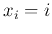 x_i = i